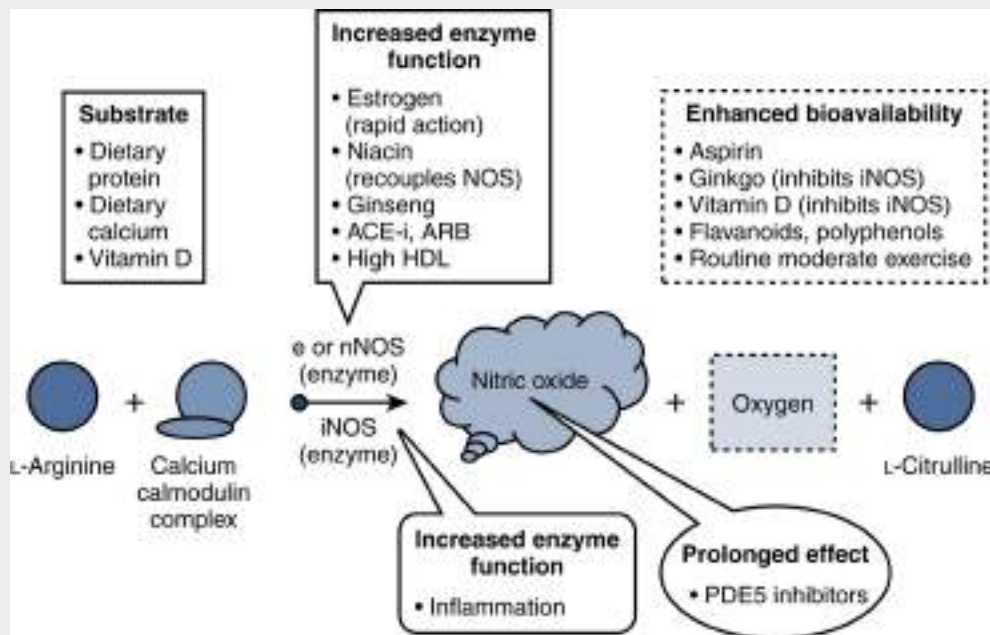 Increased enzyme
function
• Estrogen
(rapid action)
• Niacin
(recouples NOS)
• Ginseng
• ACE-i, ARB
• High HDL
Substrate
• Dietary
protein
• Dietary
calcium
• Vitamin D
Enhanced bioavailability
• Aspirin
• Ginkgo (inhibits iNOS)
• Vitamin D (inhibits iNOS)
• Flavanoids, polyphenols
• Routine moderate exercise
L-Arginine
+
Calcium
calmodulin
complex
e or nNOS
(enzyme)
iNOS
(enzyme)
Nitric oxide
+
Oxygen
+
L-Citrulline
Increased enzyme
function
• Inflammation
Prolonged effect
• PDE5 inhibitors